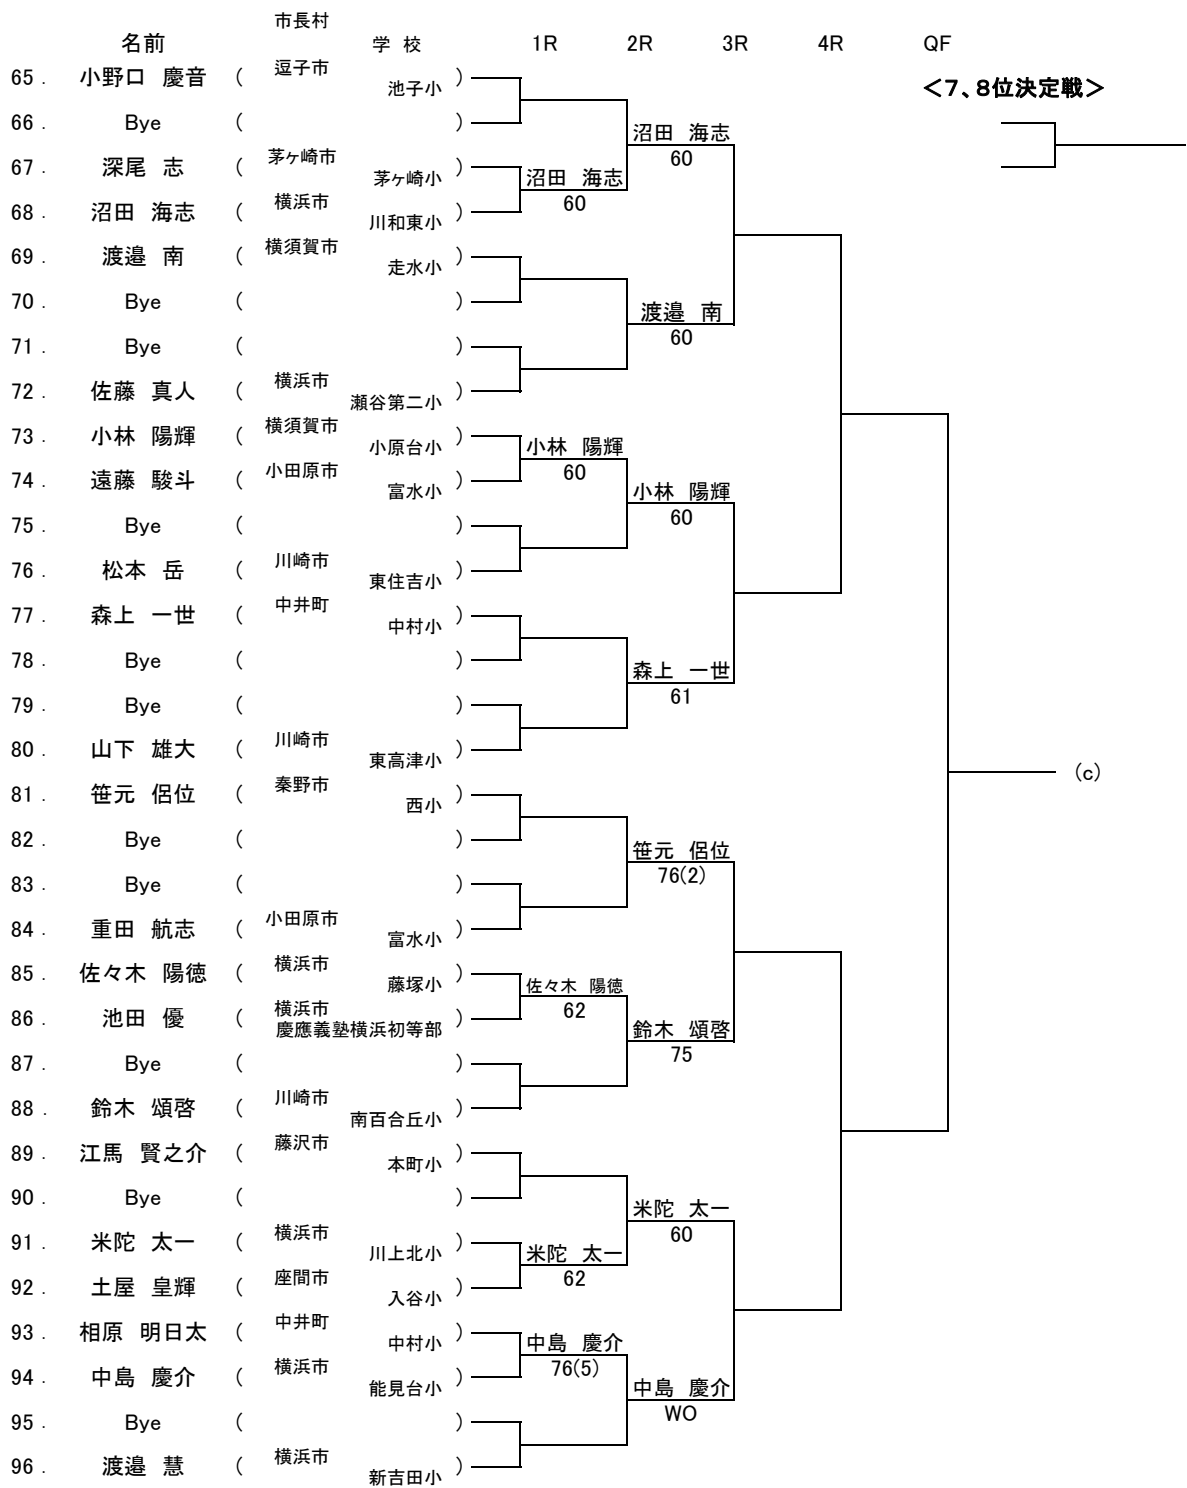 市長村
名前 学 校 1R 2R 3R 4R QF
65. 小野口 慶音 ( 逗子市 池子小 )
<7、8位決定戦>
66. Bye ( )
沼田 海志
60
67. 深尾 志 ( 茅ヶ崎市 茅ヶ崎小 )
沼田 海志
60
68. 沼田 海志 ( 横浜市 川和東小 )
69. 渡邉 南 ( 横須賀市 走水小 )
70. Bye ( )
渡邉 南
60
71. Bye ( )
72. 佐藤 真人 ( 横浜市 瀬谷第二小 )
73. 小林 陽輝 ( 横須賀市 小原台小 )
小林 陽輝
60
74. 遠藤 駿斗 ( 小田原市 富水小 )
小林 陽輝
60
75. Bye ( )
76. 松本 岳 ( 川崎市 東住吉小 )
77. 森上 一世 ( 中井町 中村小 )
78. Bye ( )
森上 一世
61
79. Bye ( )
80. 山下 雄大 ( 川崎市 東高津小 )
(c)
81. 笹元 侶位 ( 秦野市 西小 )
82. Bye ( )
笹元 侶位
76(2)
83. Bye ( )
84. 重田 航志 ( 小田原市 富水小 )
85. 佐々木 陽徳 ( 横浜市 藤塚小 )
佐々木 陽徳
62
86. 池田 優 ( 横浜市 慶應義塾横浜初等部 )
鈴木 頌啓
75
87. Bye ( )
88. 鈴木 頌啓 ( 川崎市 南百合丘小 )
89. 江馬 賢之介 ( 藤沢市 本町小 )
90. Bye ( )
米陀 太一
60
91. 米陀 太一 ( 横浜市 川上北小 )
米陀 太一
62
92. 土屋 皇輝 ( 座間市 入谷小 )
93. 相原 明日太 ( 中井町 中村小 )
中島 慶介
76(5)
94. 中島 慶介 ( 横浜市 能見台小 )
中島 慶介
WO
95. Bye ( )
96. 渡邉 慧 ( 横浜市 新吉田小 )